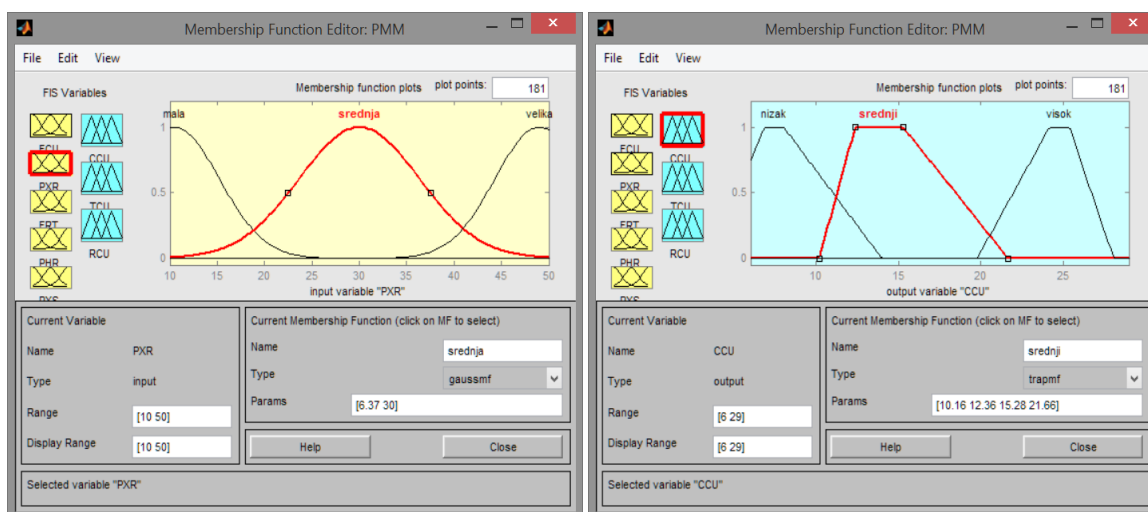 Membership Function Editor: PMM
File Edit View
FIS Variables
Membership function plots plot points: 181
mala srednja velika
1
0.5
0
10 15 20 25 30 35 40 45 50
input variable "PXR"
FCU
CCU
PXR
TCU
FRT
RCU
PHR
Current Variable
Name PXR
Type input
Range [10 50]
Display Range [10 50]
Current Membership Function (click on MF to select)
Name srednja
Type gaussmf
Params [6.37 30]
Help Close
Selected variable "PXR"
Membership Function Editor: PMM
File Edit View
FIS Variables
Membership function plots plot points: 181
nizak srednji visok
1
0.5
0
10 15 20 25
output variable "CCU"
FCU
CCU
PXR
TCU
FRT
RCU
PHR
Current Variable
Name CCU
Type output
Range [6 29]
Display Range [6 29]
Current Membership Function (click on MF to select)
Name srednji
Type trapmf
Params [10.16 12.36 15.28 21.66]
Help Close
Selected variable "CCU"